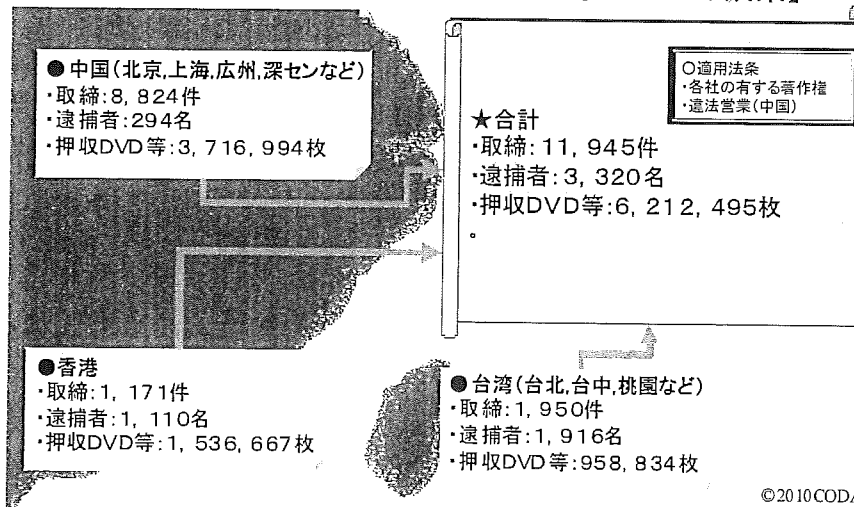 ●中国(北京,上海,広州,深センなど)
・取締:8, 824件
・逮捕者:294名
・押収DVD等:3, 716, 994枚
〇適用法条
・各社の有する著作権
・違法営業(中国)
★合計
・取締:11, 945件
・逮捕者:3, 320名
・押収DVD等:6, 212, 495枚
。
●香港
・取締:1, 171件
・逮捕者:1, 110名
・押収DVD等:1, 536, 667枚
●台湾(台北,台中,桃園など)
・取締:1, 950件
・逮捕者:1, 916名
・押収DVD等:958, 834枚
©2010CODA